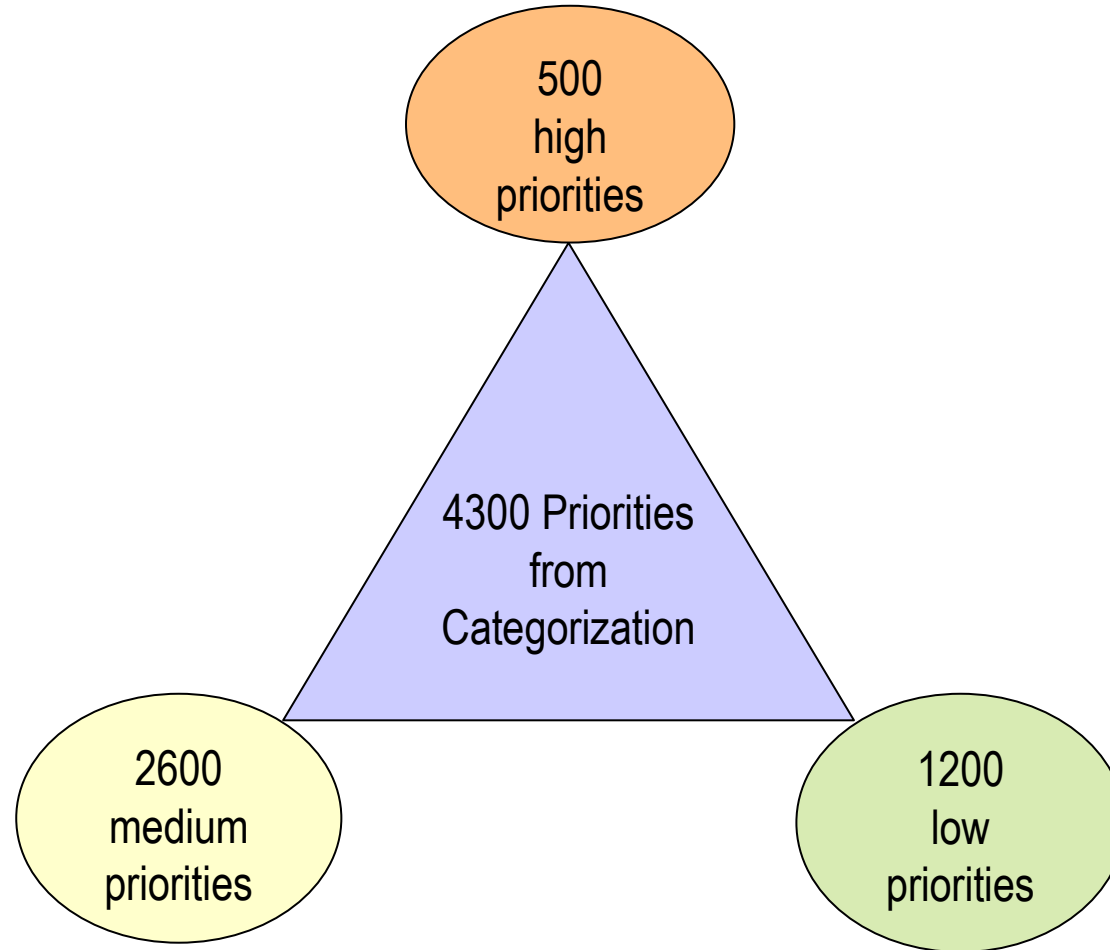 500
high
priorities
4300 Priorities
from
Categorization
2600
medium
priorities
1200
low
priorities